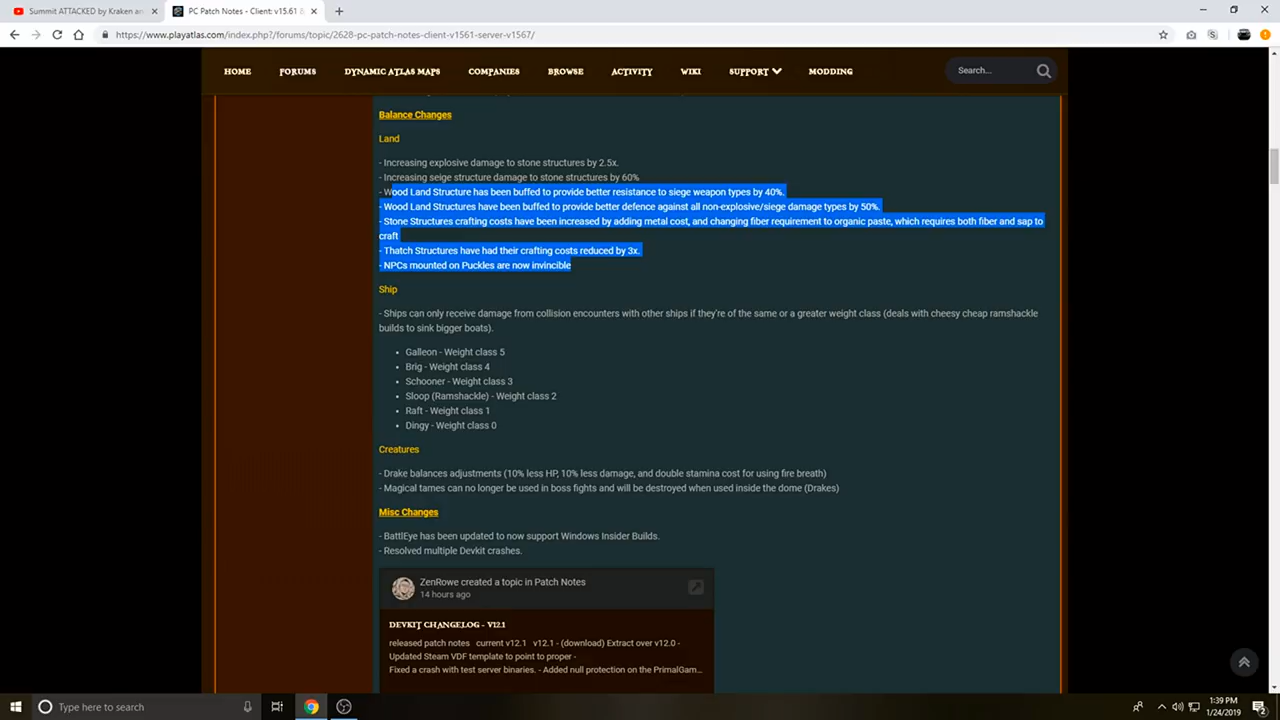 Summit ATTACKED by Kraken an
PC Patch Notes - Client: v15.61 &
https://www.playatlas.com/index.php?/forums/topic/2628-pc-patch-notes-client-v1561-server-v1567/
HOME FORUMS DYNAMIC ATLAS MAPS COMPANIES BROWSE ACTIVITY WIKI SUPPORT MODDING Search...
Balance Changes
Land
- Increasing explosive damage to stone structures by 2.5x.
- Increasing seige structure damage to stone structures by 60%
- Wood Land Structure has been buffed to provide better resistance to siege weapon types by 40%.
- Wood Land Structures have been buffed to provide better defence against all non-explosive/siege damage types by 50%.
- Stone Structures crafting costs have been increased by adding metal cost, and changing fiber requirement to organic paste, which requires both fiber and sap to
craft
- Thatch Structures have had their crafting costs reduced by 3x.
- NPCs mounted on Puckles are now invincible
Ship
- Ships can only receive damage from collision encounters with other ships if they're of the same or a greater weight class (deals with cheesy cheap ramshackle
builds to sink bigger boats).
• Galleon - Weight class 5
• Brig - Weight class 4
• Schooner - Weight class 3
• Sloop (Ramshackle) - Weight class 2
• Raft - Weight class 1
• Dingy - Weight class 0
Creatures
- Drake balances adjustments (10% less HP, 10% less damage, and double stamina cost for using fire breath)
- Magical tames can no longer be used in boss fights and will be destroyed when used inside the dome (Drakes)
Misc Changes
- BattlEye has been updated to now support Windows Insider Builds.
- Resolved multiple Devkit crashes.
ZenRowe created a topic in Patch Notes
14 hours ago
DEVKIT CHANGELOG - V12.1
released patch notes current v12.1 v12.1 - (download) Extract over v12.0 -
Updated Steam VDF template to point to proper -
Fixed a crash with test server binaries. - Added null protection on the PrimalGam...
Type here to search
1:39 PM
1/24/2019
2